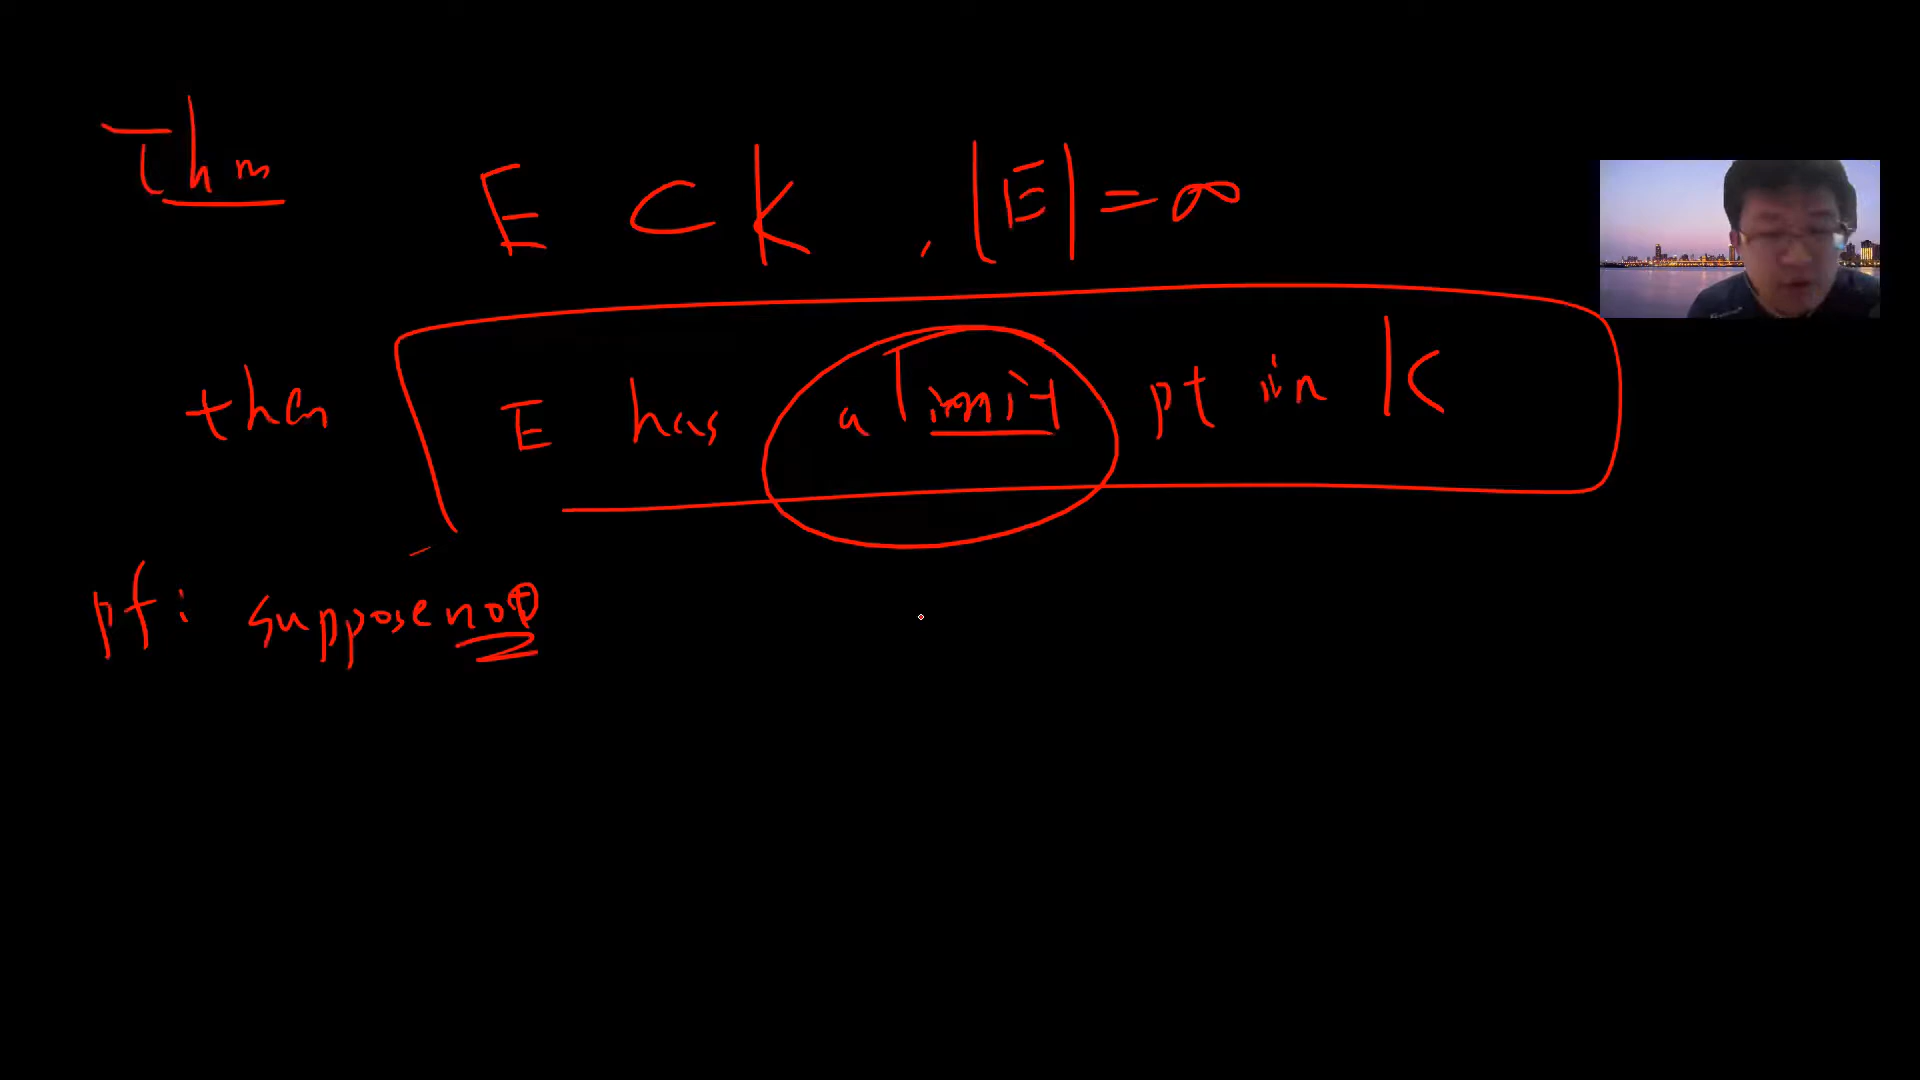 Thm
E ⊂ K , |E| = ∞
then E has a limit pt in K
pf: suppose not